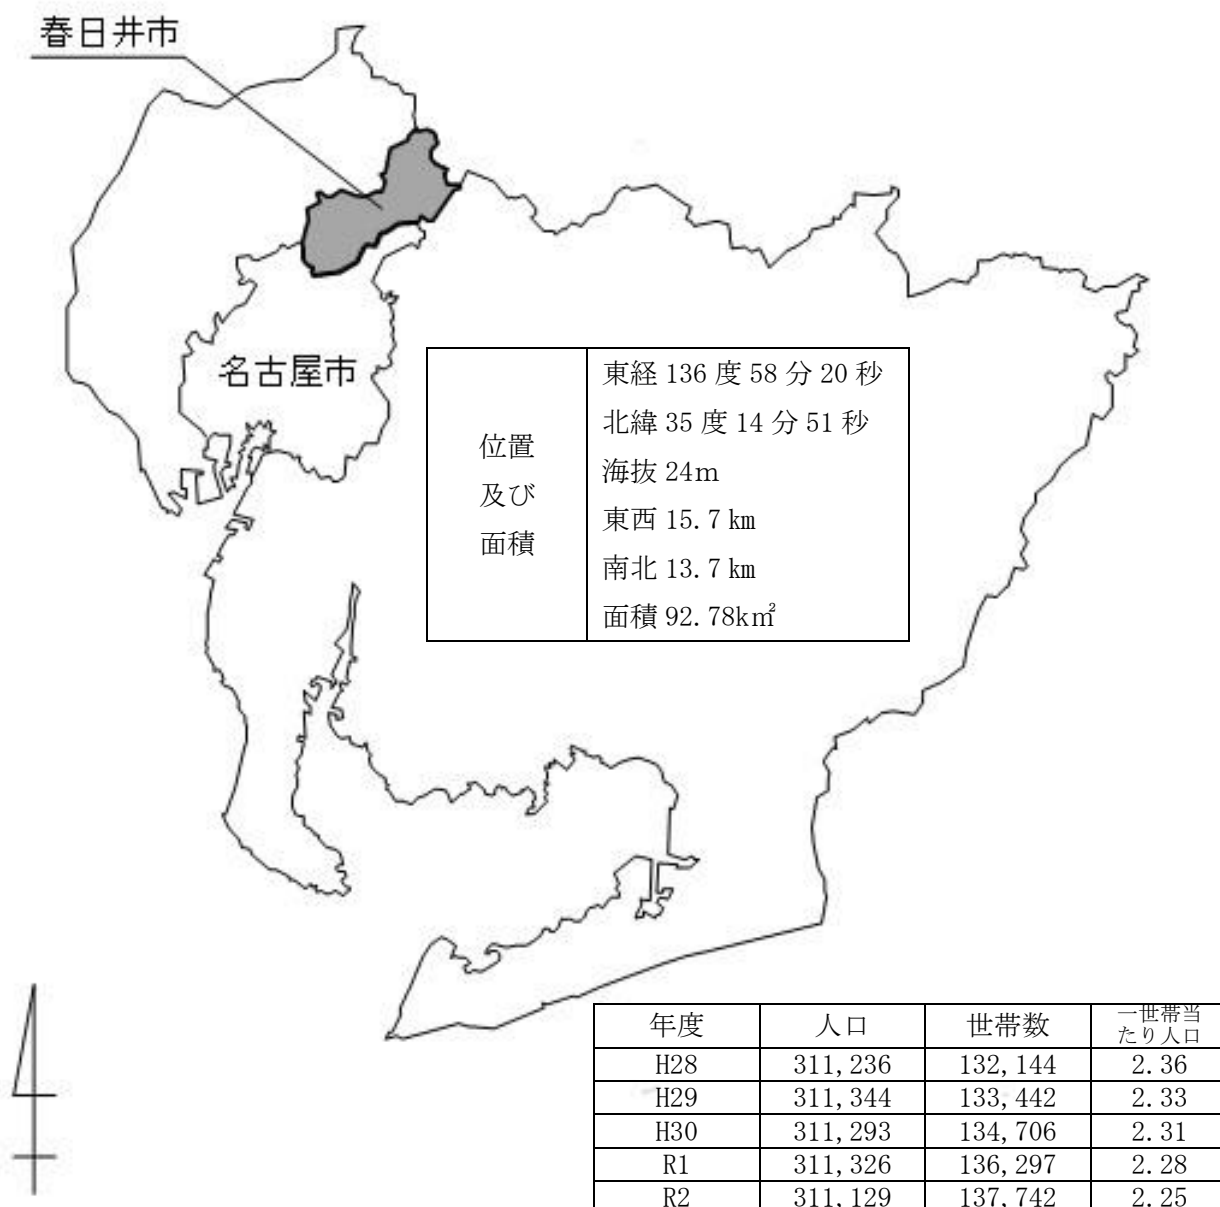 春日井市
名古屋市
位置
及び
面積
東経 136 度 58 分 20 秒
北緯 35 度 14 分 51 秒
海抜 24m
東西 15.7 ㎞
南北 13.7 ㎞
面積 92.78k㎡
年度 人口 世帯数 一世帯当
たり人口
H28 311,236 132,144 2.36
H29 311,344 133,442 2.33
H30 311,293 134,706 2.31
R1 311,326 136,297 2.28
R2 311,129 137,742 2.25